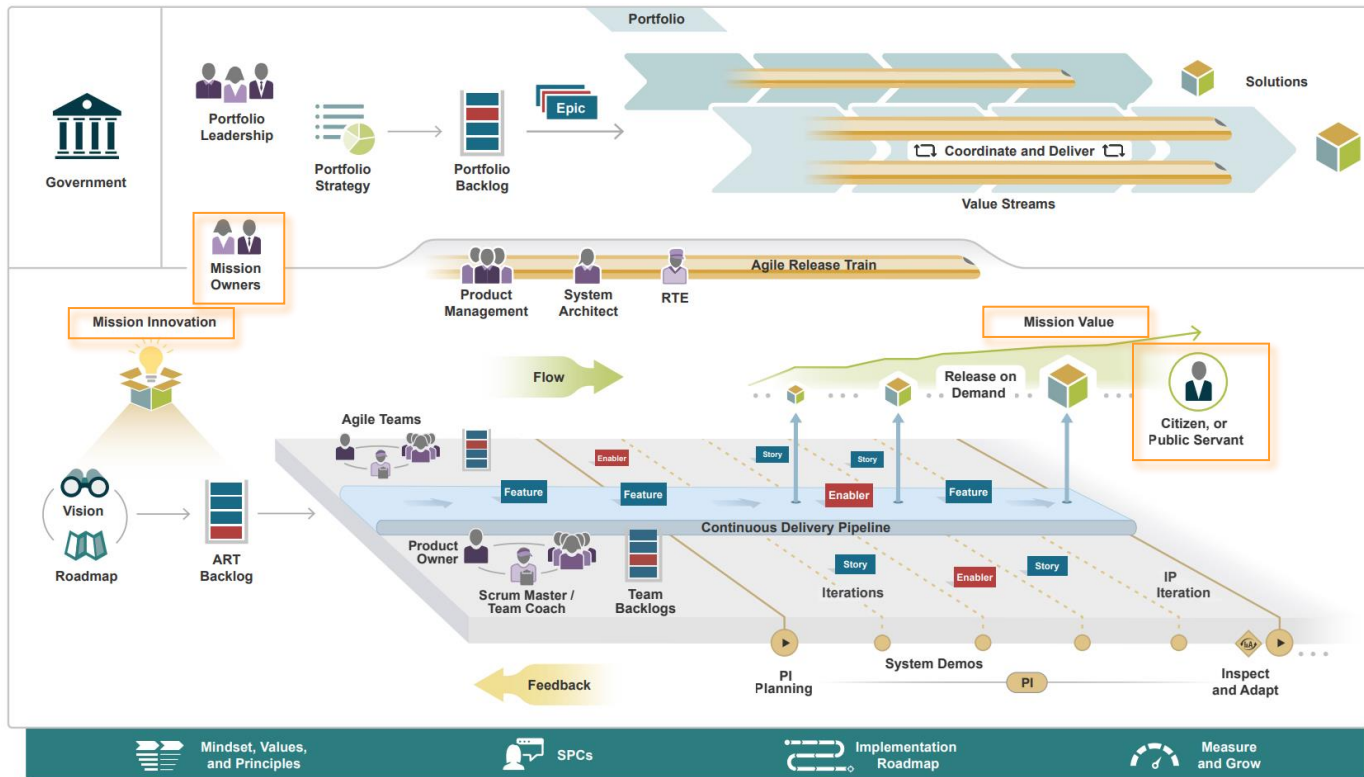 Portfolio
Government
Portfolio
Leadership
Portfolio
Strategy
Portfolio
Backlog
Epic
Solutions
Coordinate and Deliver
Value Streams
Mission
Owners
Agile Release Train
Product
Management
System
Architect
RTE
Mission Innovation
Mission Value
Flow
Release on
Demand
Citizen, or
Public Servant
Agile Teams
Enabler
Story
Story
Feature
Feature
Enabler
Feature
Vision
Roadmap
ART
Backlog
Continuous Delivery Pipeline
Product
Owner
Scrum Master /
Team Coach
Team
Backlogs
Story
Iterations
Enabler
Story
IP
Iteration
PI
Planning
System Demos
PI
I&A
Inspect
and Adapt
Feedback
Mindset, Values,
and Principles
SPCs
Implementation
Roadmap
Measure
and Grow